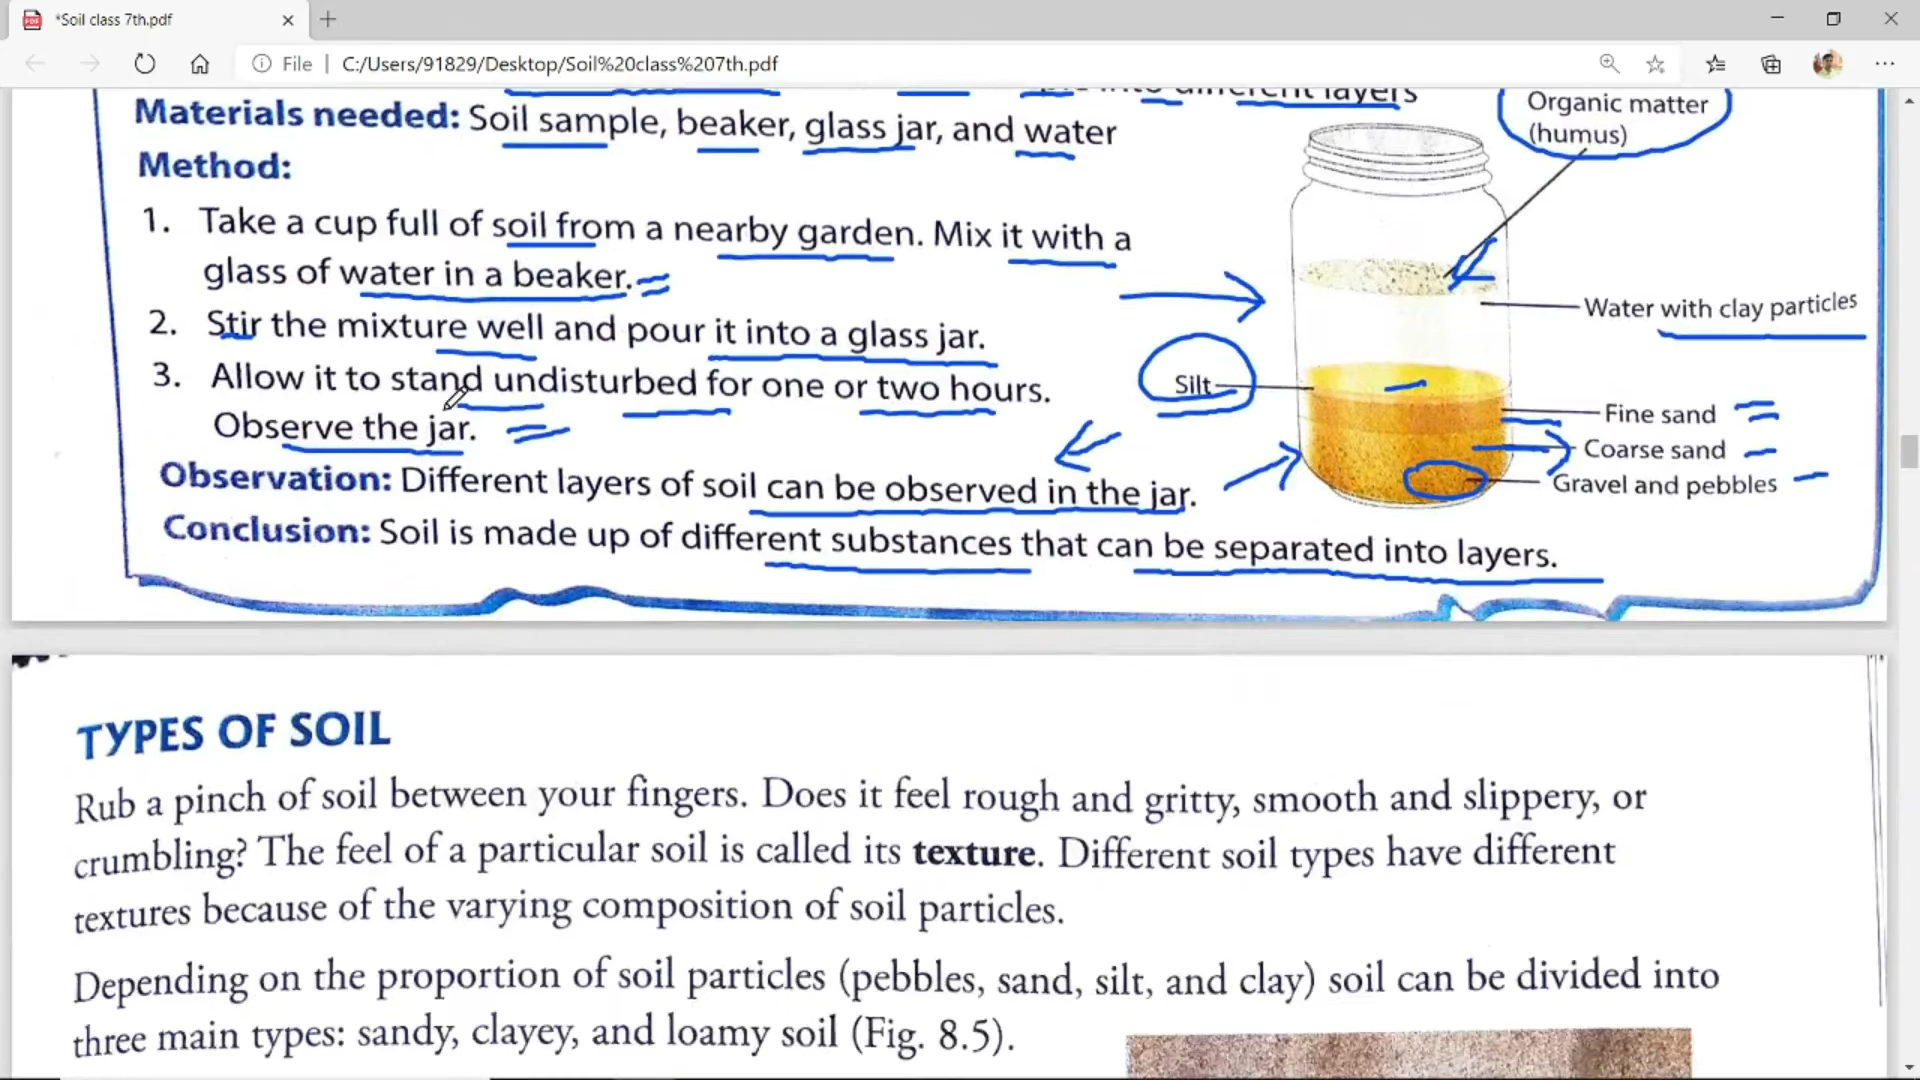 *Soil class 7th.pdf
File | C:/Users/91829/Desktop/Soil%20class%207th.pdf
into different layers
Materials needed: Soil sample, beaker, glass jar, and water
Method:
1. Take a cup full of soil from a nearby garden. Mix it with a
glass of water in a beaker.
2. Stir the mixture well and pour it into a glass jar.
3. Allow it to stand undisturbed for one or two hours.
Observe the jar.
Observation: Different layers of soil can be observed in the jar.
Conclusion: Soil is made up of different substances that can be separated into layers.
Organic matter
(humus)
Water with clay particles
Silt
Fine sand
Coarse sand
Gravel and pebbles
TYPES OF SOIL
Rub a pinch of soil between your fingers. Does it feel rough and gritty, smooth and slippery, or
crumbling? The feel of a particular soil is called its texture. Different soil types have different
textures because of the varying composition of soil particles.
Depending on the proportion of soil particles (pebbles, sand, silt, and clay) soil can be divided into
three main types: sandy, clayey, and loamy soil (Fig. 8.5).